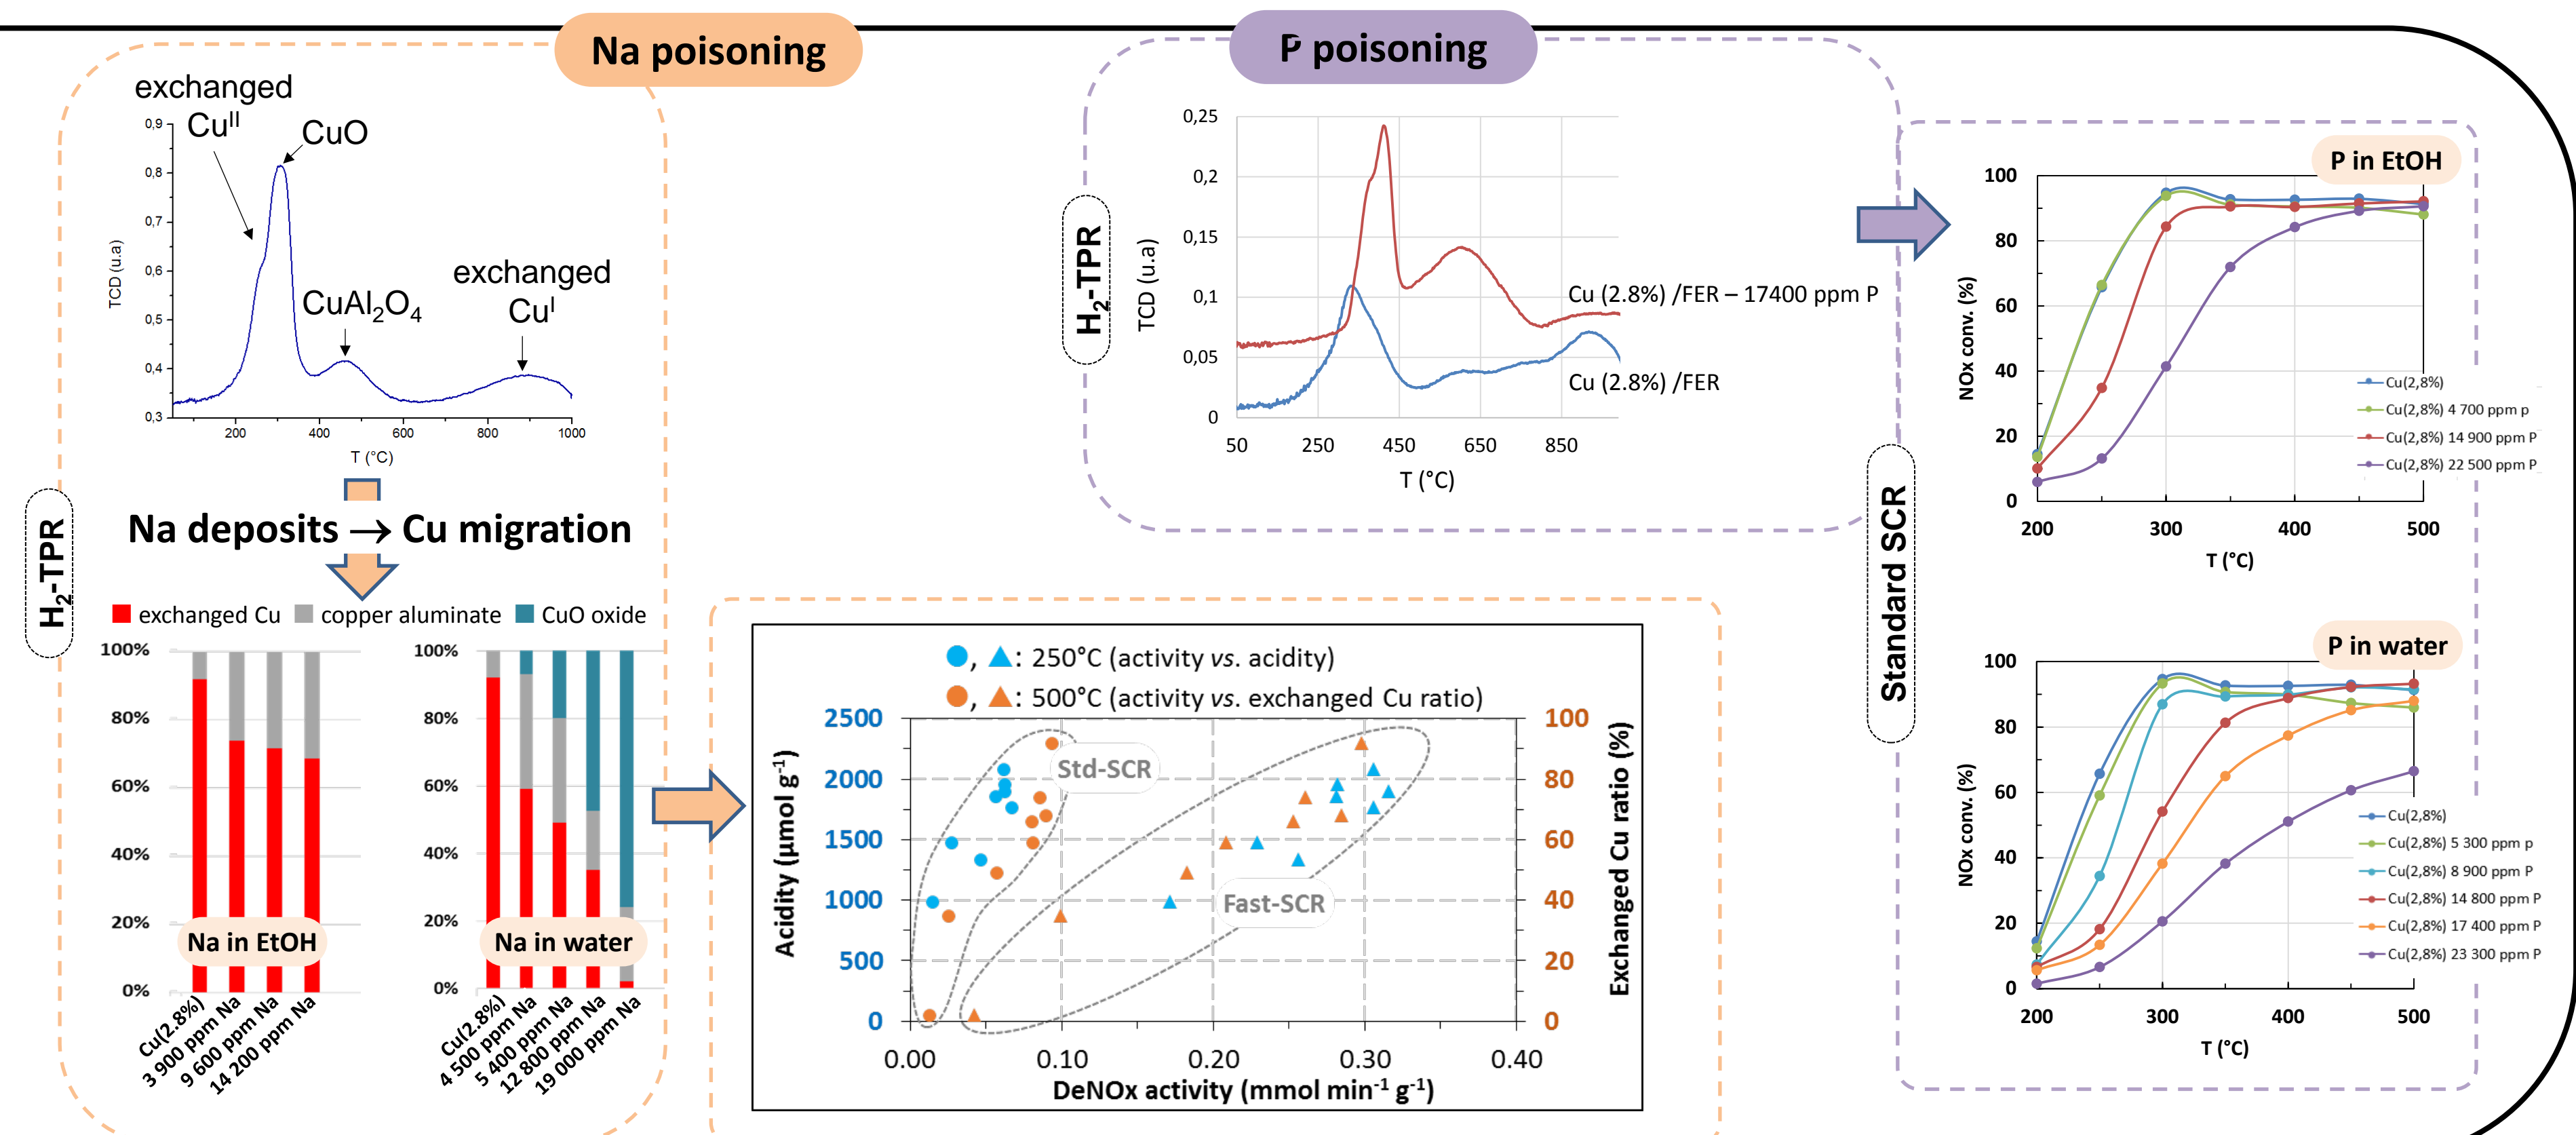 Na poisoning
exchanged
Cuᴵᴵ
CuO
0,9
0,8
0,7
0,6
0,5
0,4
0,3
TCD (u.a)
CuAl₂O₄
exchanged
Cuᴵ
200
400
600
800
1000
T (°C)
H₂-TPR
Na deposits → Cu migration
exchanged Cu
copper aluminate
CuO oxide
100%
80%
60%
40%
20%
0%
Na in EtOH
Cu(2.8%)
3 900 ppm Na
9 600 ppm Na
14 200 ppm Na
100%
80%
60%
40%
20%
0%
Na in water
Cu(2.8%)
4 500 ppm Na
5 400 ppm Na
12 800 ppm Na
19 000 ppm Na
, : 250°C (activity vs. acidity)
, : 500°C (activity vs. exchanged Cu ratio)
2500
2000
1500
1000
500
0
Acidity (µmol g⁻¹)
Std-SCR
Fast-SCR
100
80
60
40
20
0
Exchanged Cu ratio (%)
0.00
0.10
0.20
0.30
0.40
DeNOx activity (mmol min⁻¹ g⁻¹)
P poisoning
H₂-TPR
TCD (u.a)
0,25
0,2
0,15
0,1
0,05
0
50
250
450
650
850
T (°C)
Cu (2.8%) /FER – 17400 ppm P
Cu (2.8%) /FER
Standard SCR
P in EtOH
NOx conv. (%)
100
80
60
40
20
0
200
300
400
500
T (°C)
Cu(2,8%)
Cu(2,8%) 4 700 ppm p
Cu(2,8%) 14 900 ppm P
Cu(2,8%) 22 500 ppm P
P in water
NOx conv. (%)
100
80
60
40
20
0
200
300
400
500
T (°C)
Cu(2,8%)
Cu(2,8%) 5 300 ppm p
Cu(2,8%) 8 900 ppm P
Cu(2,8%) 14 800 ppm P
Cu(2,8%) 17 400 ppm P
Cu(2,8%) 23 300 ppm P